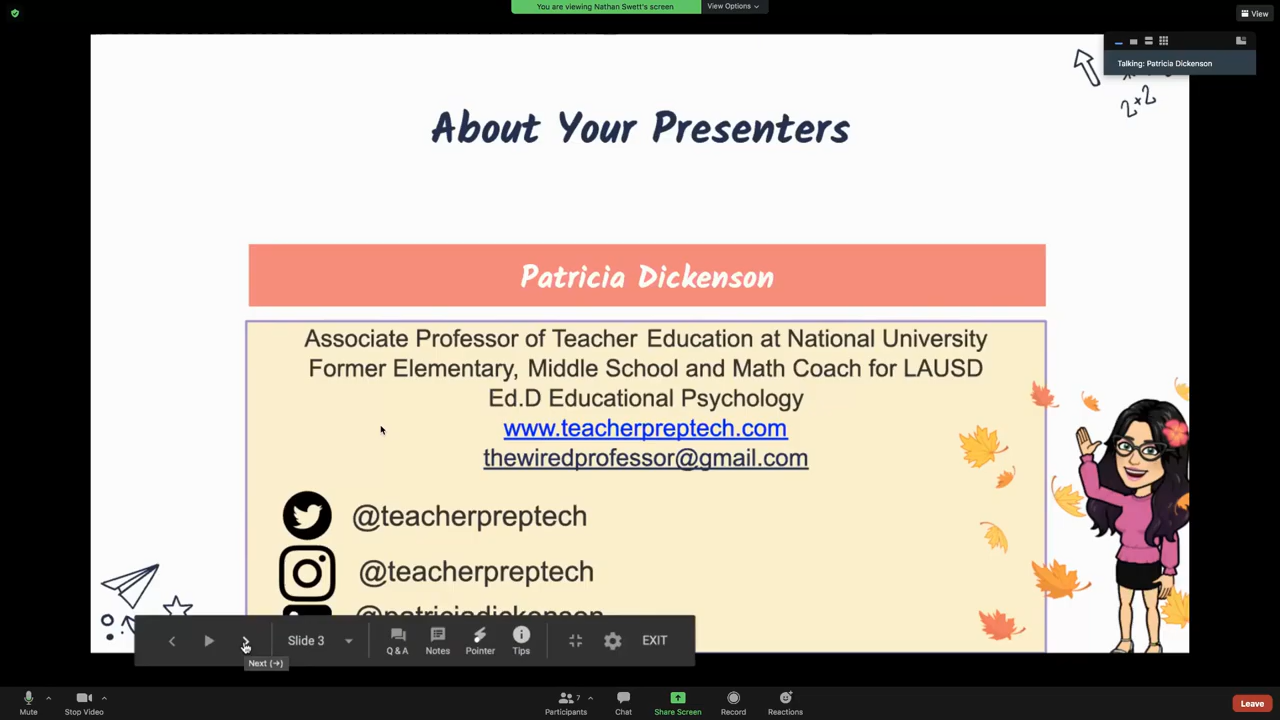 You are viewing Nathan Swett's screen
View Options
View
Talking: Patricia Dickenson
2×2
About Your Presenters
Patricia Dickenson
Associate Professor of Teacher Education at National University
Former Elementary, Middle School and Math Coach for LAUSD
Ed.D Educational Psychology
www.teacherpreptech.com
thewiredprofessor@gmail.com
@teacherpreptech
@teacherpreptech
@patriciadickenson
Slide 3
Q & A
Notes
Pointer
Tips
EXIT
Next (→)
Mute
Stop Video
Participants
7
Chat
Share Screen
Record
Reactions
Leave